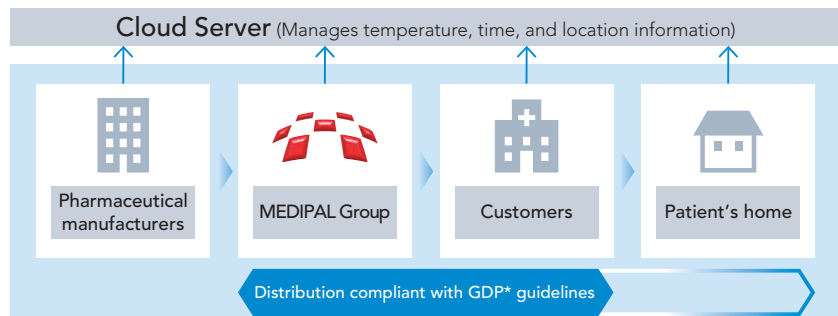 Cloud Server (Manages temperature, time, and location information)
Pharmaceutical
manufacturers
MEDIPAL Group
Customers
Patient's home
Distribution compliant with GDP* guidelines